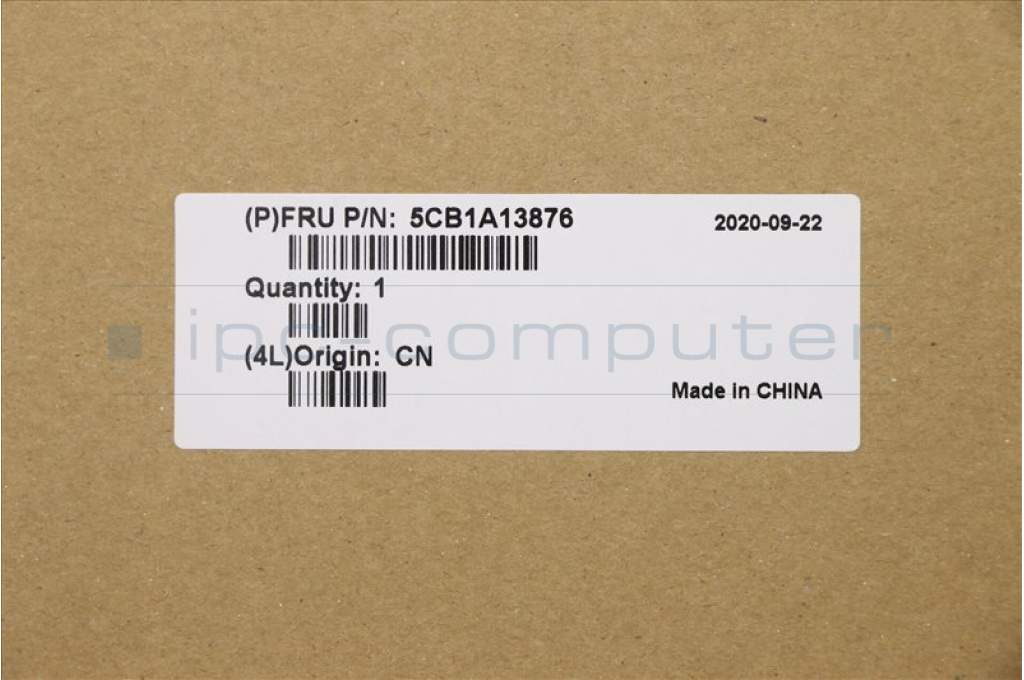 (P)FRU P/N: 5CB1A13876
2020-09-22
Quantity: 1
ipc-computer
(4L)Origin: CN
Made in CHINA